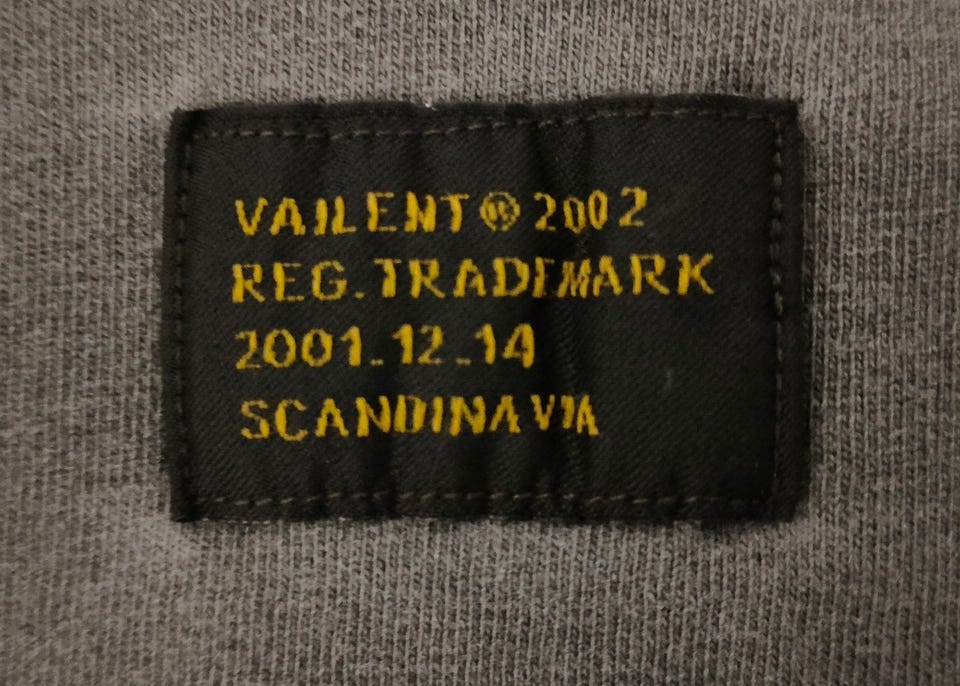 VAILENT® 2002
REG. TRADEMARK
2001-12-14
SCANDINAVIA